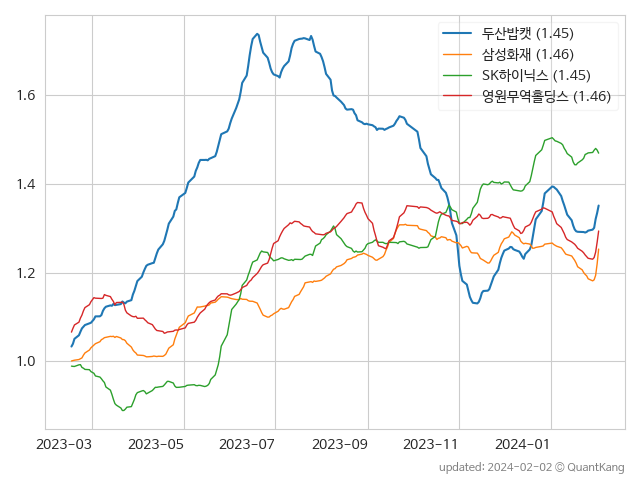 두산밥캣 (1.45)
삼성화재 (1.46)
SK하이닉스 (1.45)
영원무역홀딩스 (1.46)
1.6
1.4
1.2
1.0
2023-03 2023-05 2023-07 2023-09 2023-11 2024-01
updated: 2024-02-02 © QuantKang